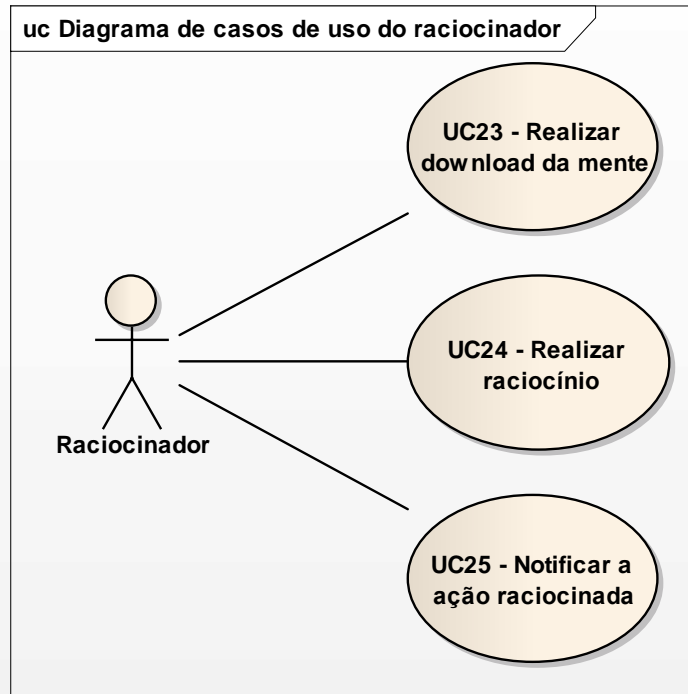 uc Diagrama de casos de uso do raciocinador
UC23 - Realizar
download da mente
UC24 - Realizar
raciocínio
Raciocinador
UC25 - Notificar a
ação raciocinada